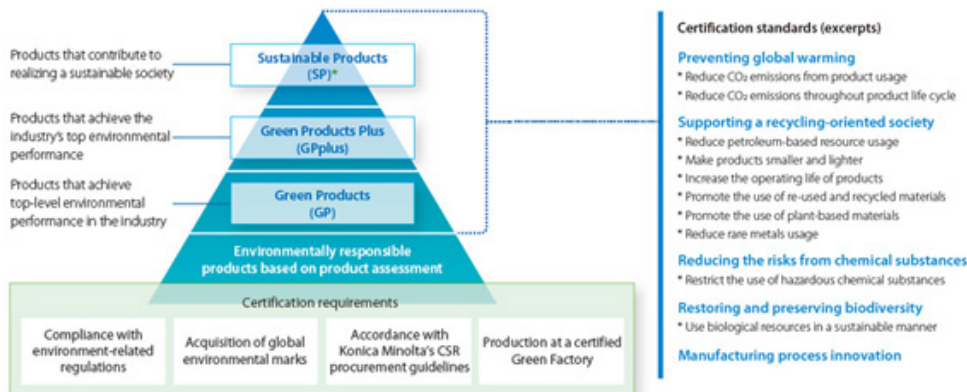 Products that contribute to
realizing a sustainable society
Sustainable Products
(SP)*
Products that achieve the
industry's top environmental
performance
Green Products Plus
(GPplus)
Products that achieve
top-level environmental
performance in the industry
Green Products
(GP)
Environmentally responsible
products based on product assessment
Certification requirements
Compliance with
environment-related
regulations
Acquisition of global
environmental marks
Accordance with
Konica Minolta's CSR
procurement guidelines
Production at a certified
Green Factory
Certification standards (excerpts)
Preventing global warming
* Reduce CO₂ emissions from product usage
* Reduce CO₂ emissions throughout product life cycle
Supporting a recycling-oriented society
* Reduce petroleum-based resource usage
* Make products smaller and lighter
* Increase the operating life of products
* Promote the use of re-used and recycled materials
* Promote the use of plant-based materials
* Reduce rare metals usage
Reducing the risks from chemical substances
* Restrict the use of hazardous chemical substances
Restoring and preserving biodiversity
* Use biological resources in a sustainable manner
Manufacturing process innovation